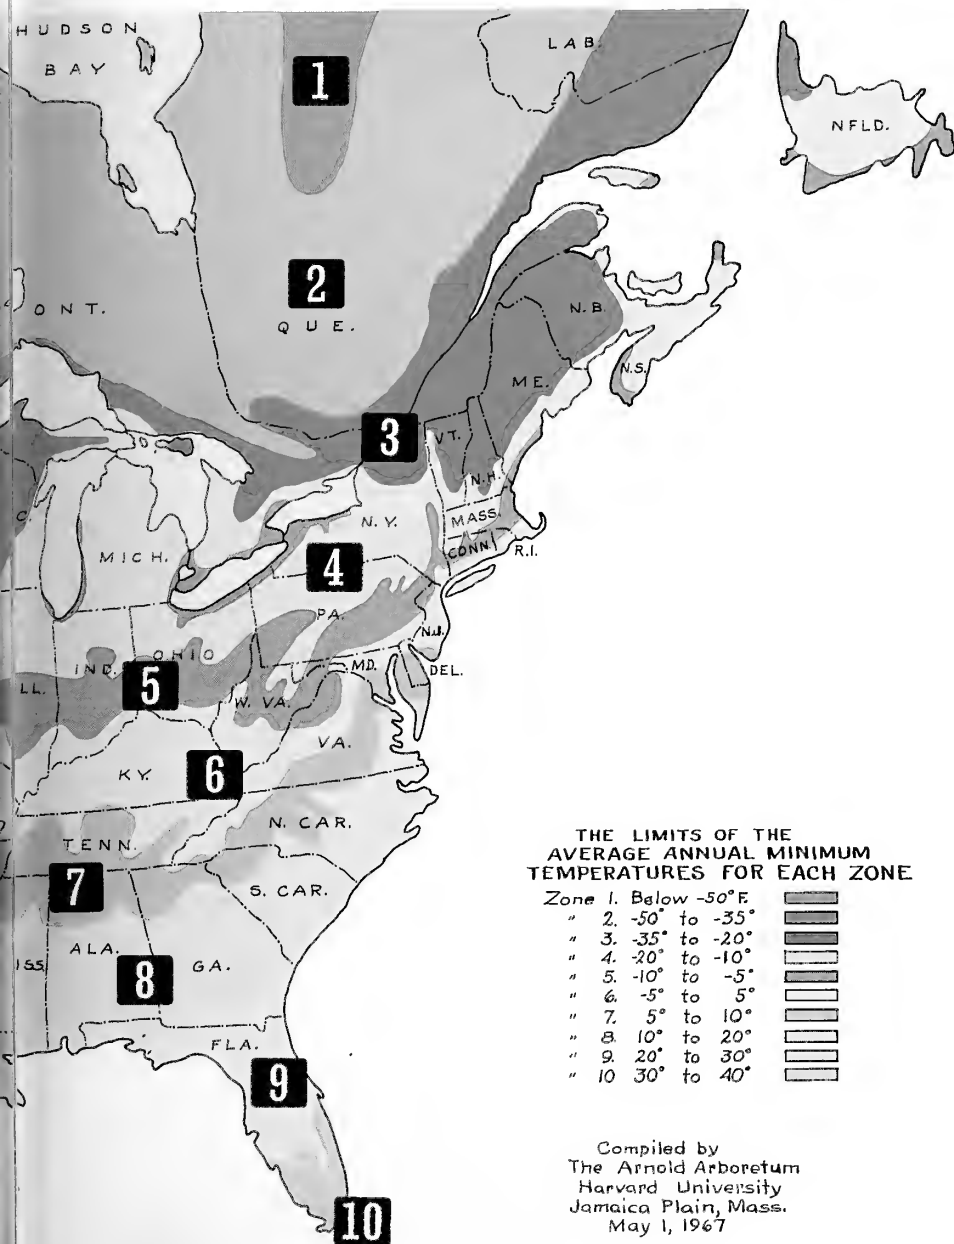 HUDSON
BAY
LAB.
1
NFLD.
2
ONT.
QUE.
N.B.
N.S.
ME.
3
VT.
N.H.
C.
N.Y.
MASS.
MICH.
CONN.
R.I.
4
PA.
N.J.
OHIO
IND.
MD.
DEL.
LL.
5
W. VA.
VA.
KY.
6
N. CAR.
TENN.
7
S. CAR.
ALA.
GA.
ISS.
8
FLA.
9
10
THE LIMITS OF THE
AVERAGE ANNUAL MINIMUM
TEMPERATURES FOR EACH ZONE
Zone 1. Below -50° F.
" 2. -50° to -35°
" 3. -35° to -20°
" 4. -20° to -10°
" 5. -10° to -5°
" 6. -5° to 5°
" 7. 5° to 10°
" 8. 10° to 20°
" 9. 20° to 30°
" 10 30° to 40°
Compiled by
The Arnold Arboretum
Harvard University
Jamaica Plain, Mass.
May 1, 1967